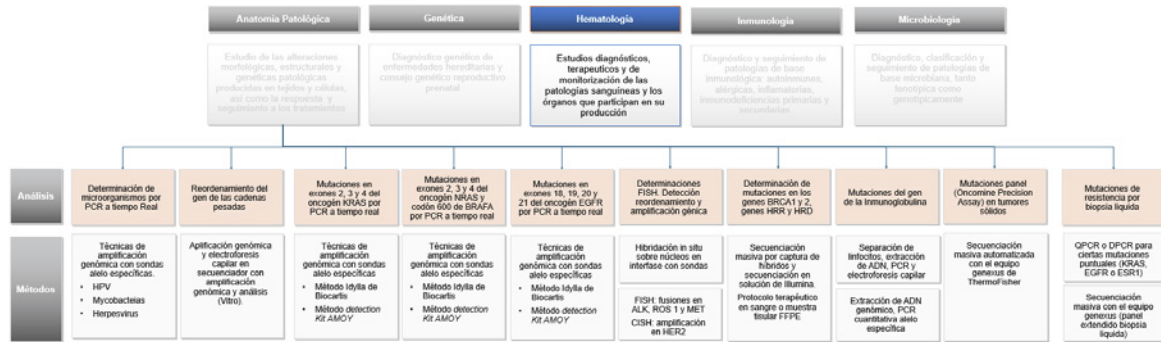 Anatomía Patológica
Genética
Hematología
Inmunología
Microbiología
Estudio de las alteraciones
morfológicas, estructurales y
genéticas patológicas
producidas en tejidos y células,
así como la respuesta y
seguimiento a los tratamientos
Diagnóstico genético de
enfermedades hereditarias y
consejo genético reproductivo
prenatal
Estudios diagnósticos,
terapeuticos y de
monitorización de las
patologías sanguíneas y los
órganos que participan en su
producción
Diagnóstico y seguimiento de
patologías de base
inmunológica: autoinmunes,
alérgicas, inflamatorias,
inmunodeficiencias primarias y
secundarias.
Diagnóstico, clasificación y
seguimiento de patologías de
base microbiana, tanto
fenotípica como
genotípicamente
Análisis
Determinación de
microorganismos por
PCR a tiempo Real
Reordenamiento del
gen de las cadenas
pesadas
Mutaciones en
exones 2, 3 y 4 del
oncogén KRAS por
PCR a tiempo real
Mutaciones en
exones 2, 3 y 4 del
oncogén NRAS y
codón 600 de BRAFA
por PCR a tiempo real
Mutaciones en
exones 18, 19, 20 y
21 del oncogén EGFR
por PCR a tiempo real
Determinaciones
FISH. Detección
reordenamiento y
amplificación génica
Determinación de
mutaciones en los
genes BRCA1 y 2,
genes HRR y HRD
Mutaciones del gen
de la Inmunoglobulina
Mutaciones panel
(Oncomine Precision
Assay) en tumores
sólidos
Mutaciones de
resistencia por
biopsia líquida
Métodos
Técnicas de
amplificación
genómica con sondas
alelo específicas.
• HPV
• Mycobacteias
• Herpesvirus
Aplificación genómica
y electroforesis
capilar en
secuenciador con
amplificación
genómica y análisis
(Vitro).
Técnicas de
amplificación
genómica con sondas
alelo específicas
• Método Idylla de
Biocartis
• Método detection
Kit AMOY
Técnicas de
amplificación
genómica con sondas
alelo específicas
• Método Idylla de
Biocartis
• Método detection
Kit AMOY
Técnicas de
amplificación
genómica con sondas
alelo específicas
• Método Idylla de
Biocartis
• Método detection
Kit AMOY
Hibridación in situ
sobre núcleos en
interfase con sondas
FISH: fusiones en
ALK, ROS 1 y MET
CISH: amplificación
en HER2
Secuenciación
masiva por captura de
híbridos y
secuenciación en
solución de Illumina.
Protocolo terapéutico
en sangre o muestra
tisular FFPE
Separación de
linfocitos, extracción
de ADN, PCR y
electroforesis capilar
Extracción de ADN
genómico, PCR
cuantitativa alelo
específica
Secuenciación
masiva automatizada
con el equipo
genexus de
ThermoFisher
QPCR o DPCR para
ciertas mutaciones
puntuales (KRAS,
EGFR o ESR1)
Secuenciación
masiva con el equipo
genexus (panel
extendido biopsia
líquida)